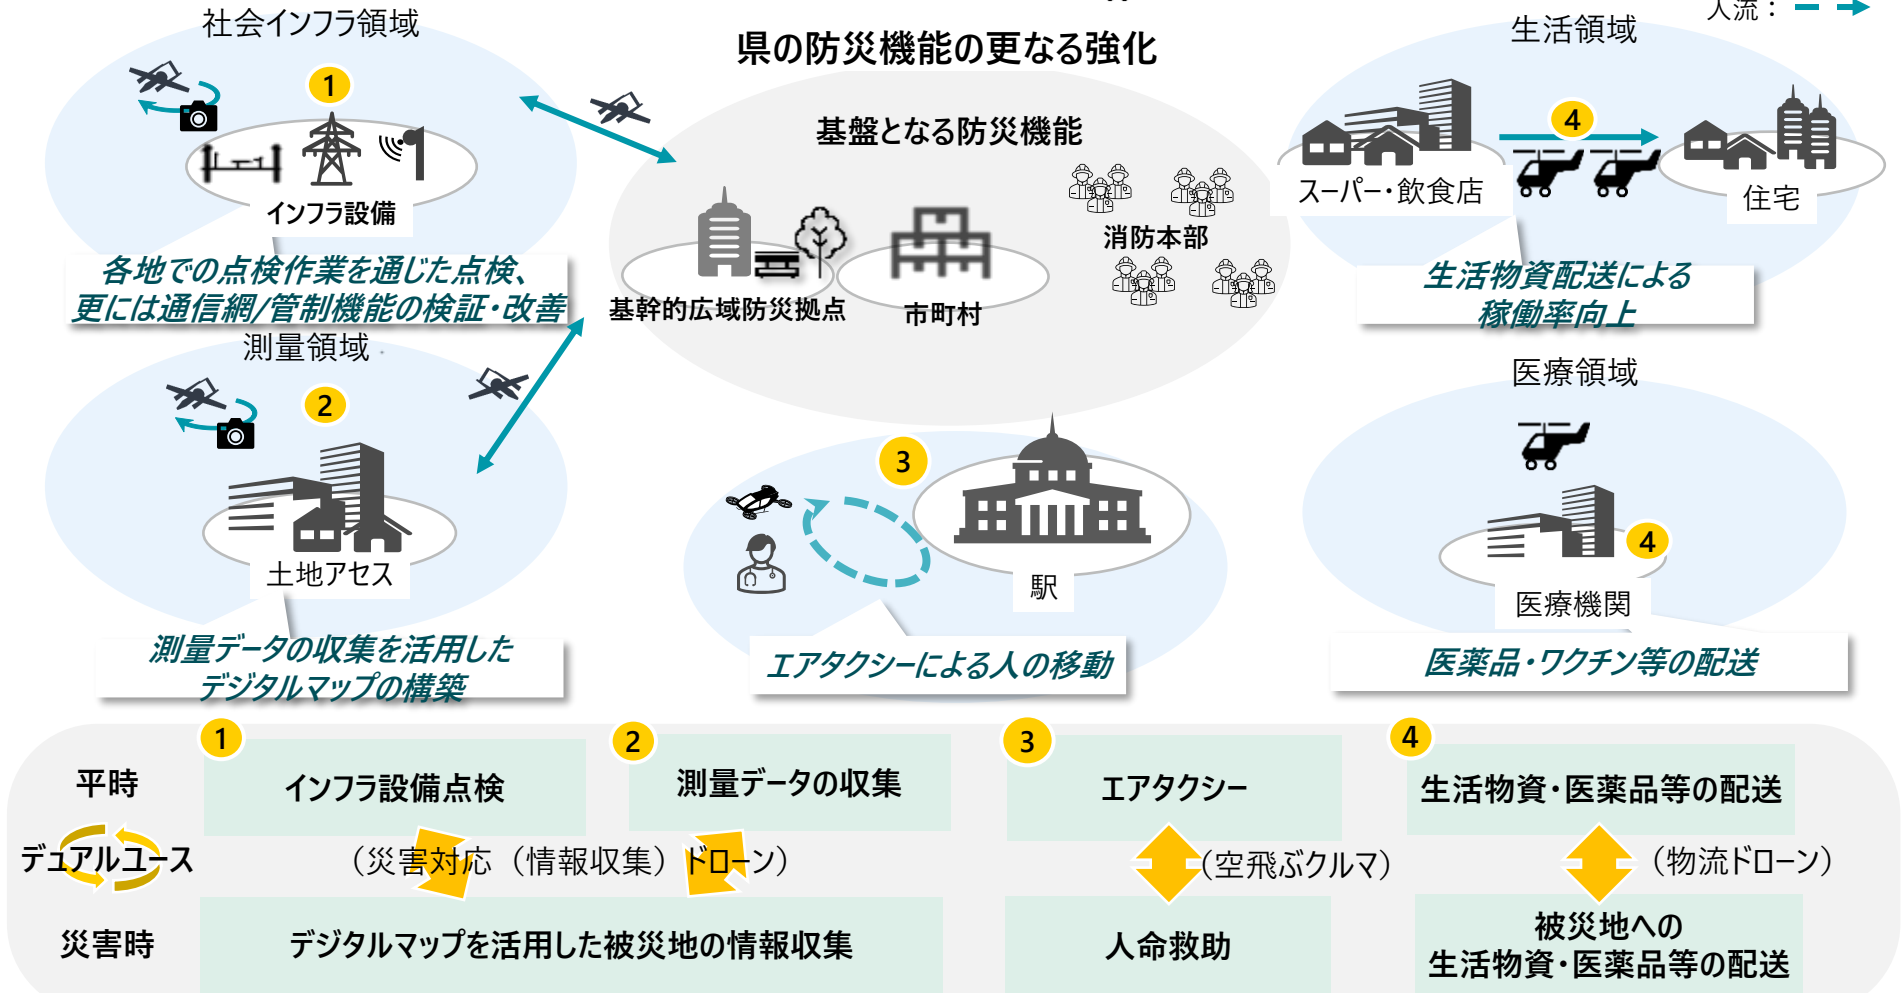 人流：
社会インフラ領域
県の防災機能の更なる強化
生活領域
1
基盤となる防災機能
4
インフラ設備
スーパー・飲食店
住宅
消防本部
各地での点検作業を通じた点検、
更には通信網/管制機能の検証・改善
基幹的広域防災拠点
市町村
生活物資配送による
稼働率向上
測量領域
医療領域
2
3
4
土地アセス
駅
医療機関
測量データの収集を活用した
デジタルマップの構築
エアタクシーによる人の移動
医薬品・ワクチン等の配送
1
2
3
4
平時
インフラ設備点検
測量データの収集
エアタクシー
生活物資・医薬品等の配送
デュアルユース
（災害対応（情報収集）ドローン）
（空飛ぶクルマ）
（物流ドローン）
災害時
デジタルマップを活用した被災地の情報収集
人命救助
被災地への
生活物資・医薬品等の配送